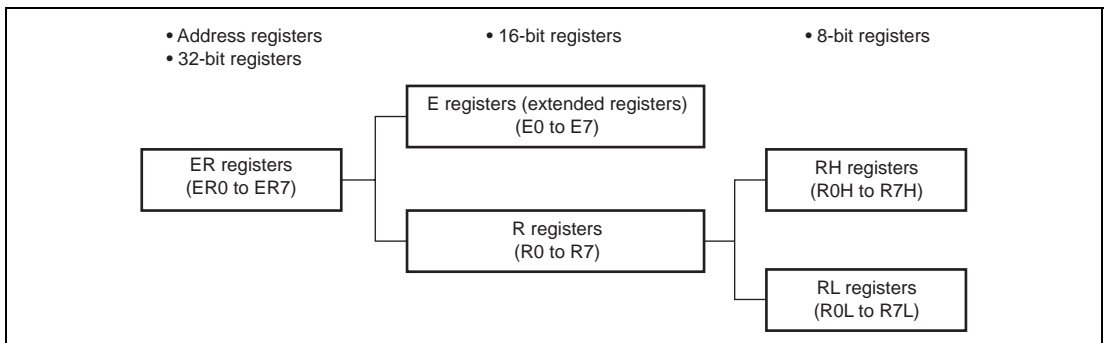 • Address registers
• 32-bit registers
• 16-bit registers
• 8-bit registers
E registers (extended registers)
(E0 to E7)
ER registers
(ER0 to ER7)
RH registers
(R0H to R7H)
R registers
(R0 to R7)
RL registers
(R0L to R7L)